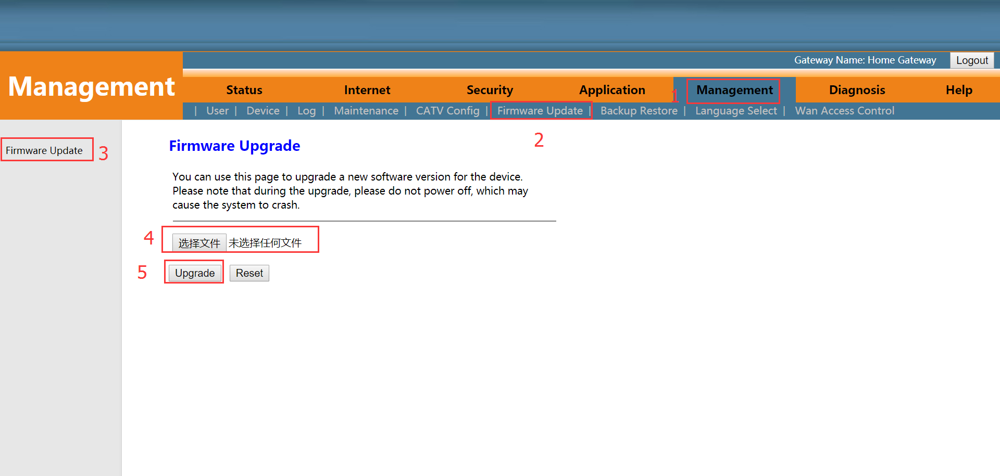 Gateway Name: Home Gateway Logout
Management
Status Internet Security Application 1 Management Diagnosis Help
| User | Device | Log | Maintenance | CATV Config | Firmware Update | Backup Restore | Language Select | Wan Access Control
2
Firmware Update 3
Firmware Upgrade
You can use this page to upgrade a new software version for the device.
Please note that during the upgrade, please do not power off, which may
cause the system to crash.
4 选择文件 未选择任何文件
5 Upgrade Reset